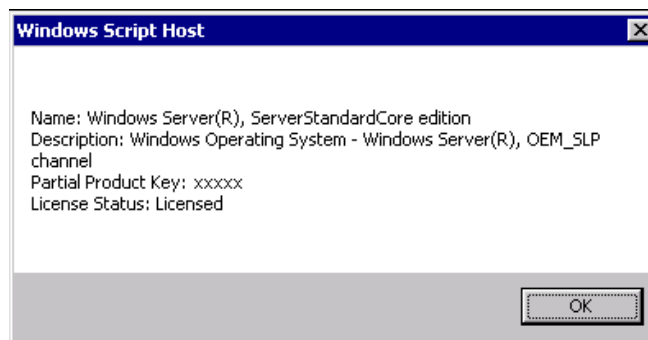 Windows Script Host
Name: Windows Server(R), ServerStandardCore edition
Description: Windows Operating System - Windows Server(R), OEM_SLP
channel
Partial Product Key: xxxxx
License Status: Licensed
OK